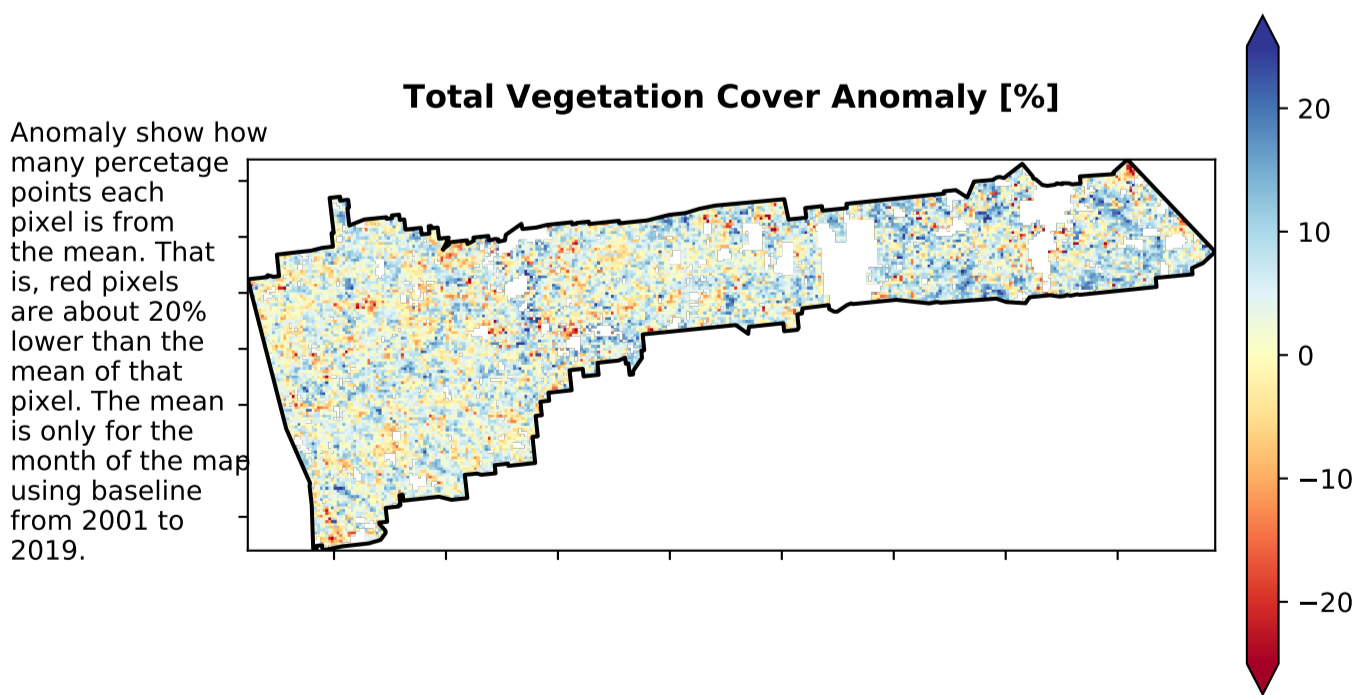 Total Vegetation Cover Anomaly [%]
Anomaly show how
many percetage
points each
pixel is from
the mean. That
is, red pixels
are about 20%
lower than the
mean of that
pixel. The mean
is only for the
month of the map
using baseline
from 2001 to
2019.
20
10
0
−10
−20